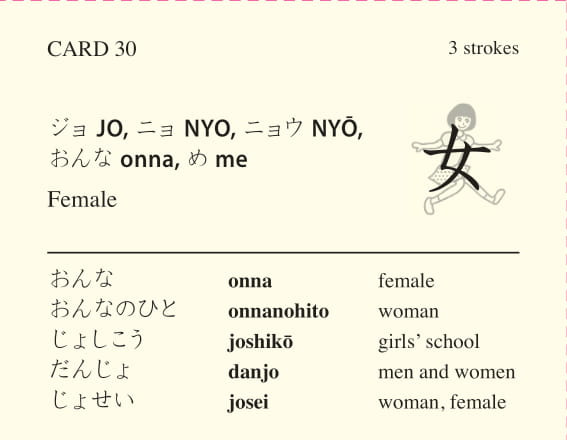 CARD 30
3 strokes
ジョ JO, ニョ NYO, ニョウ NYŌ,
おんな onna, め me
女
Female
おんな onna female
おんなのひと onnanohito woman
じょしこう joshikō girls’ school
だんじょ danjo men and women
じょせい josei woman, female